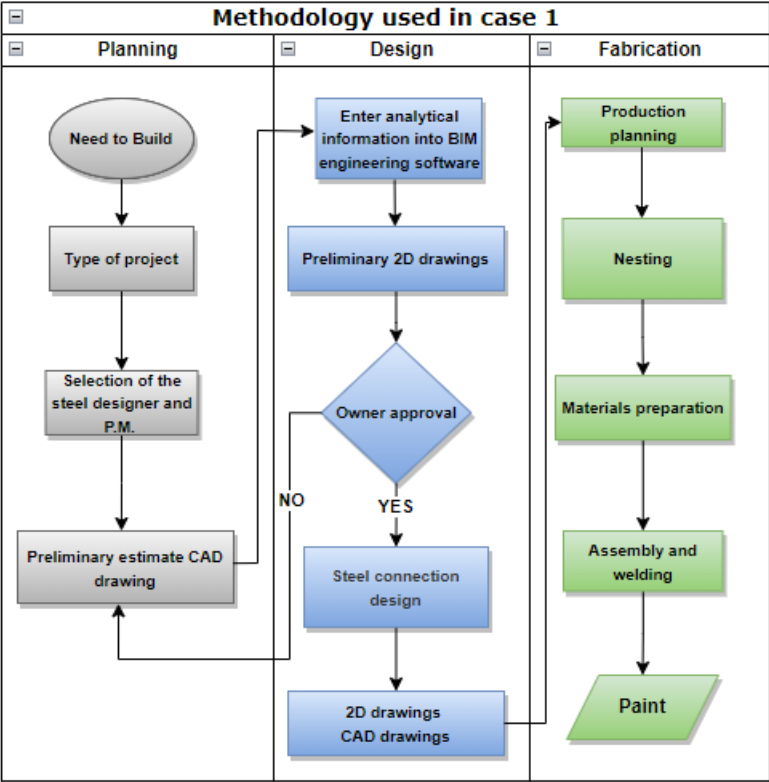 Methodology used in case 1
Planning
Design
Fabrication
Need to Build
Type of project
Selection of the
steel designer and
P.M.
Preliminary estimate CAD
drawing
Enter analytical
information into BIM
engineering software
Preliminary 2D drawings
Owner approval
NO
YES
Steel connection
design
2D drawings
CAD drawings
Production
planning
Nesting
Materials preparation
Assembly and
welding
Paint